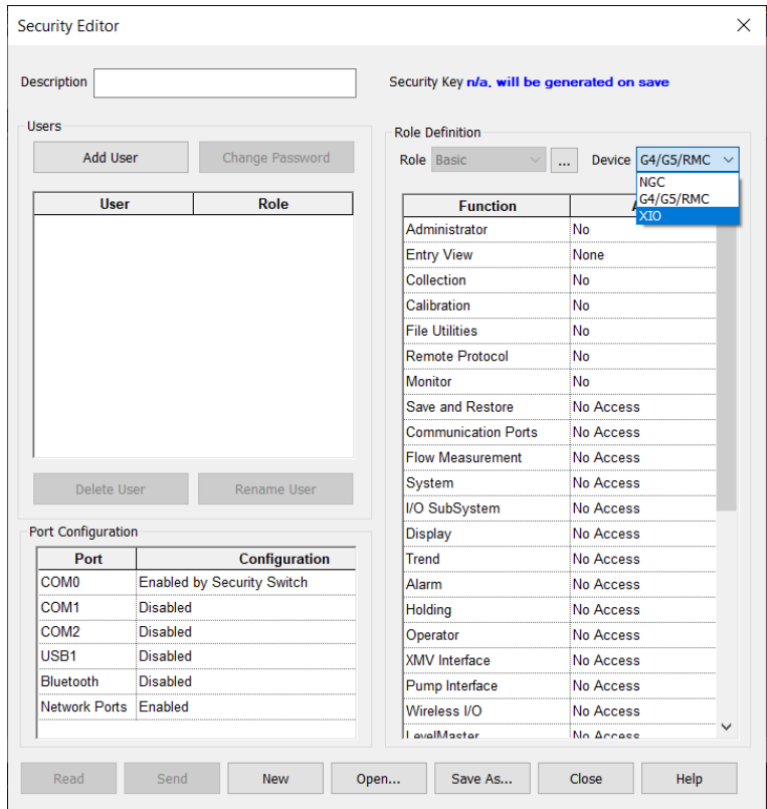 Security Editor
Description
Security Key n/a, will be generated on save
Users
Add User
Change Password
User Role
Delete User
Rename User
Port Configuration
Port Configuration
COM0 Enabled by Security Switch
COM1 Disabled
COM2 Disabled
USB1 Disabled
Bluetooth Disabled
Network Ports Enabled
Role Definition
Role Basic ... Device G4/G5/RMC
NGC
G4/G5/RMC
XIO
Function
Administrator No
Entry View None
Collection No
Calibration No
File Utilities No
Remote Protocol No
Monitor No
Save and Restore No Access
Communication Ports No Access
Flow Measurement No Access
System No Access
I/O SubSystem No Access
Display No Access
Trend No Access
Alarm No Access
Holding No Access
Operator No Access
XMV Interface No Access
Pump Interface No Access
Wireless I/O No Access
LevelMaster No Access
Read Send New Open... Save As... Close Help